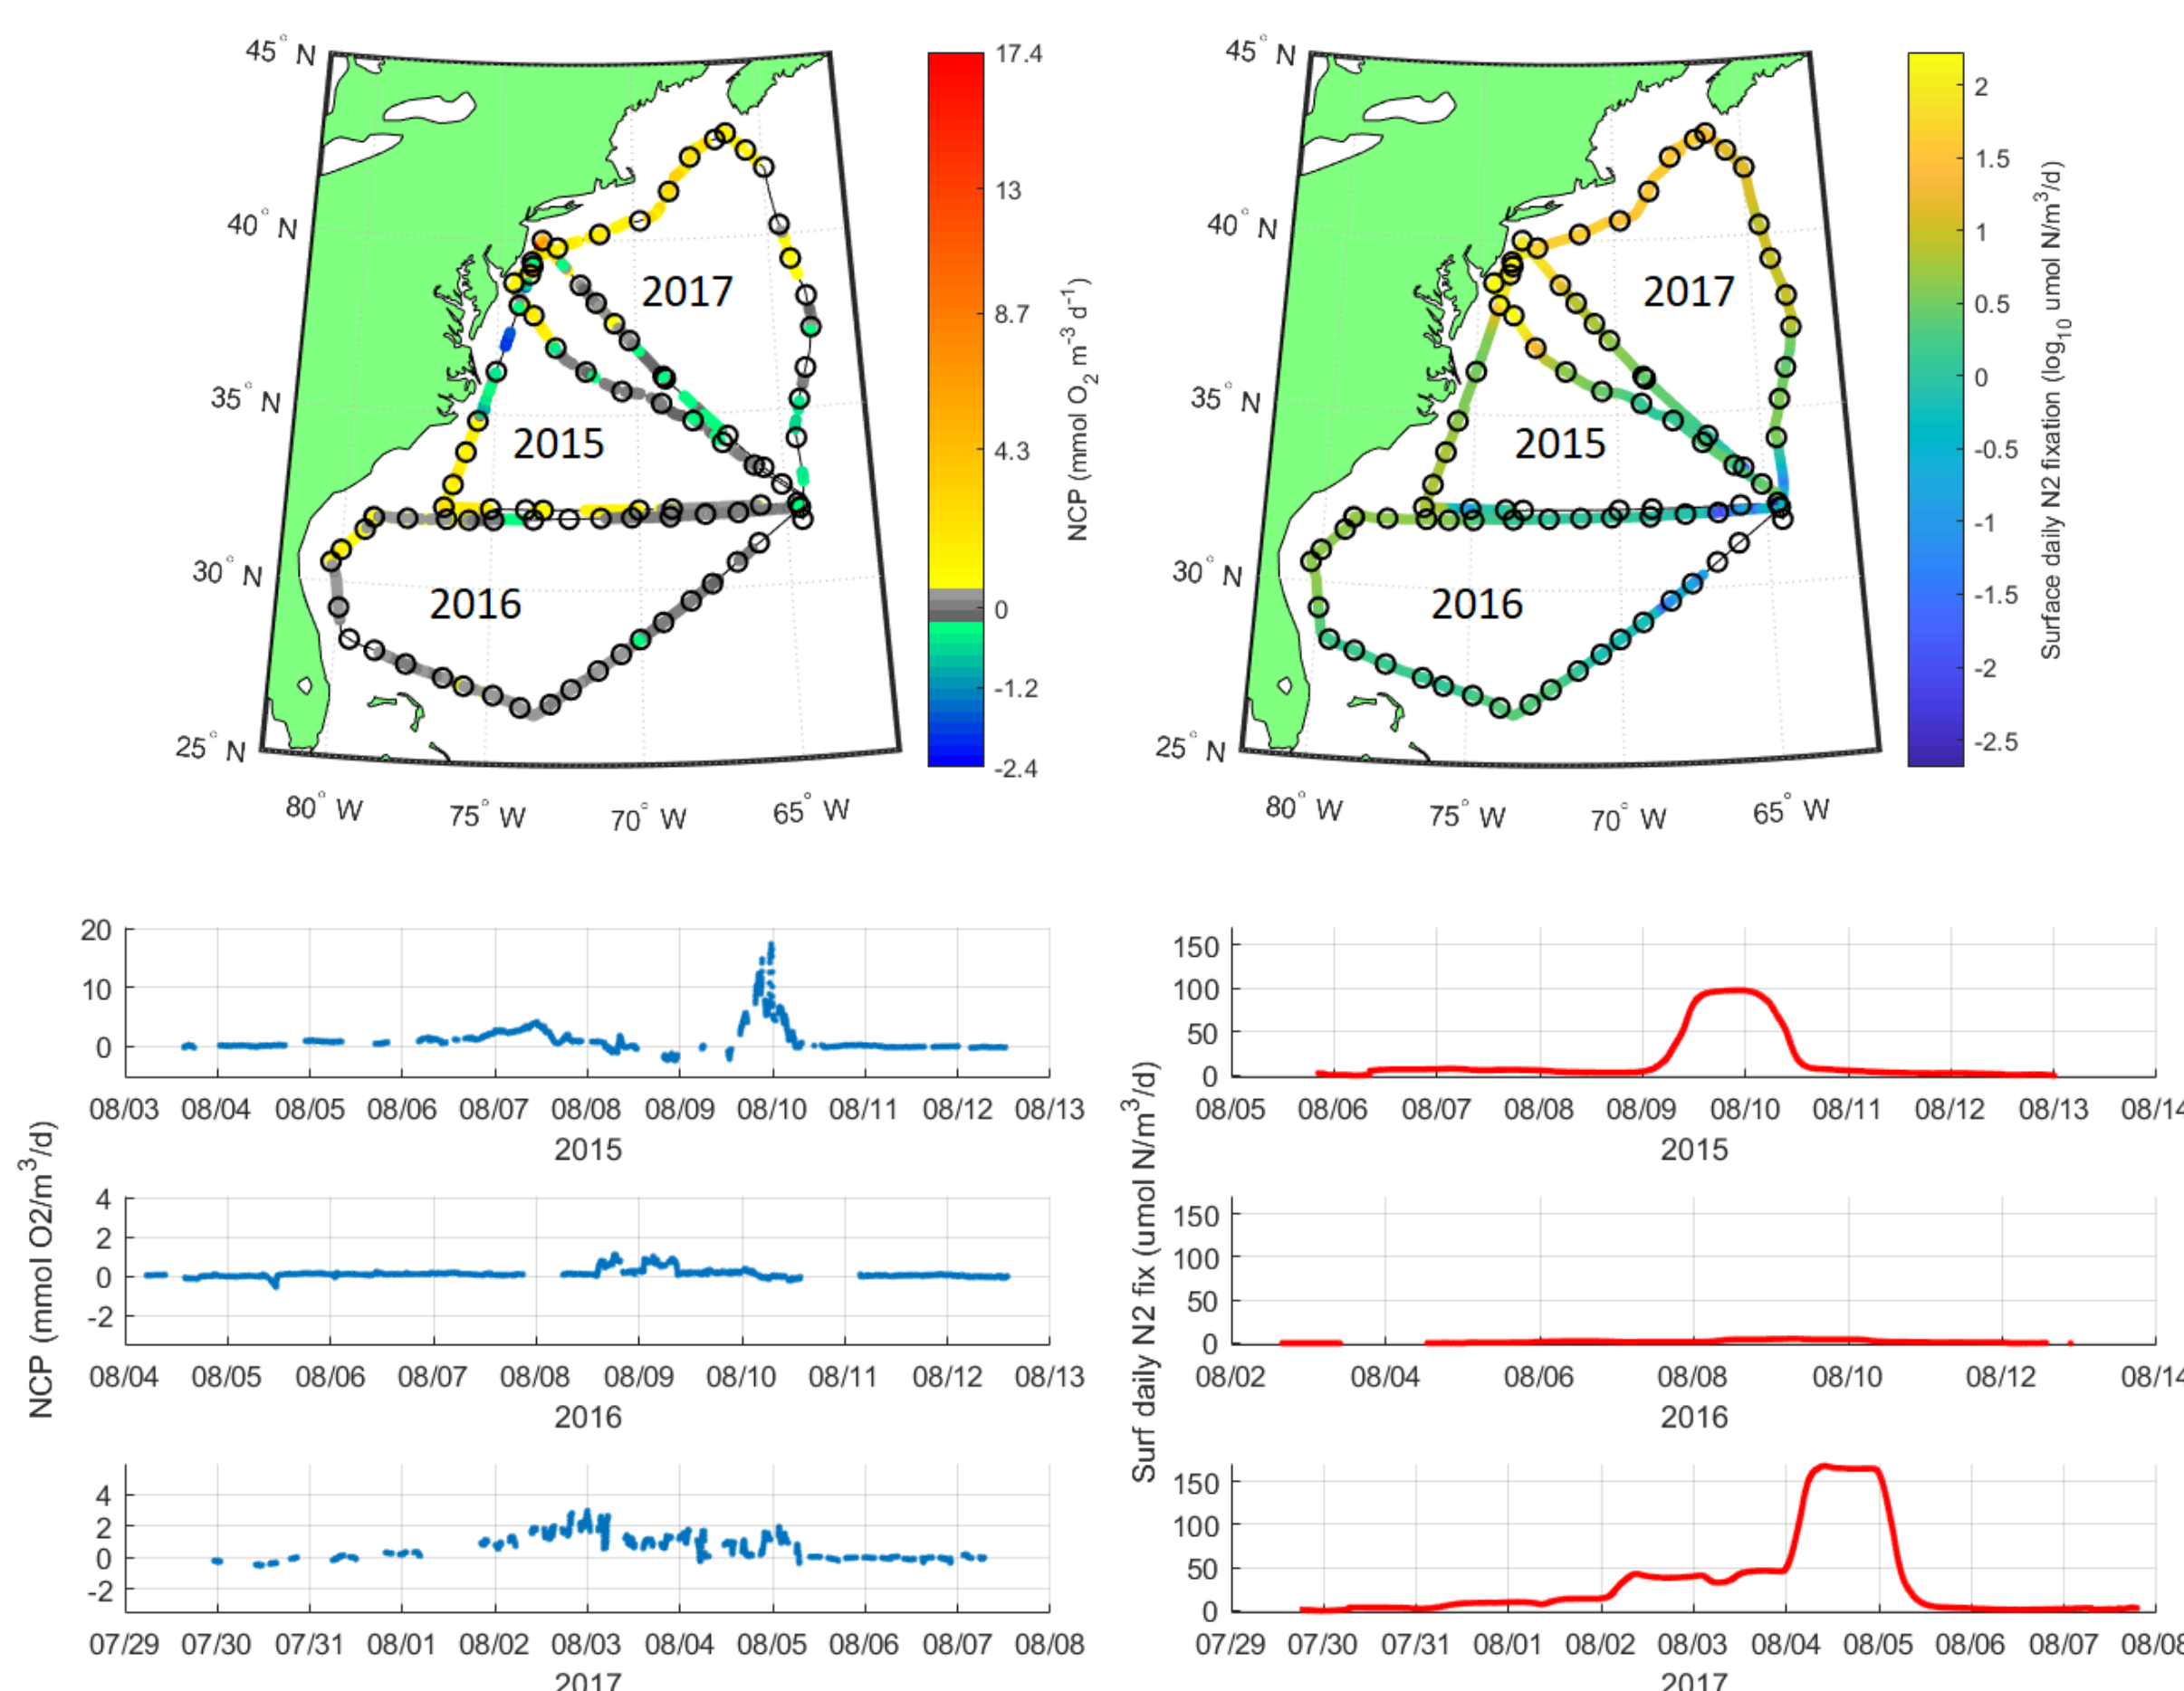 45° N
40° N
35° N
30° N
25° N
80° W
75° W
70° W
65° W
2017
2015
2016
17.4
13
8.7
4.3
0
-1.2
-2.4
NCP (mmol O2 m-3 d-1)
45° N
40° N
35° N
30° N
25° N
80° W
75° W
70° W
65° W
2017
2015
2016
2
1.5
1
0.5
0
-0.5
-1
-1.5
-2
-2.5
Surface daily N2 fixation (log10 umol N/m3/d)
NCP (mmol O2/m3/d)
20
10
0
08/03 08/04 08/05 08/06 08/07 08/08 08/09 08/10 08/11 08/12 08/13
2015
4
2
0
-2
08/04 08/05 08/06 08/07 08/08 08/09 08/10 08/11 08/12 08/13
2016
4
2
0
-2
07/29 07/30 07/31 08/01 08/02 08/03 08/04 08/05 08/06 08/07 08/08
2017
Surf daily N2 fix (umol N/m3/d)
150
100
50
0
08/05 08/06 08/07 08/08 08/09 08/10 08/11 08/12 08/13 08/14
2015
150
100
50
0
08/02 08/04 08/06 08/08 08/10 08/12 08/14
2016
150
100
50
0
07/29 07/30 07/31 08/01 08/02 08/03 08/04 08/05 08/06 08/07 08/08
2017